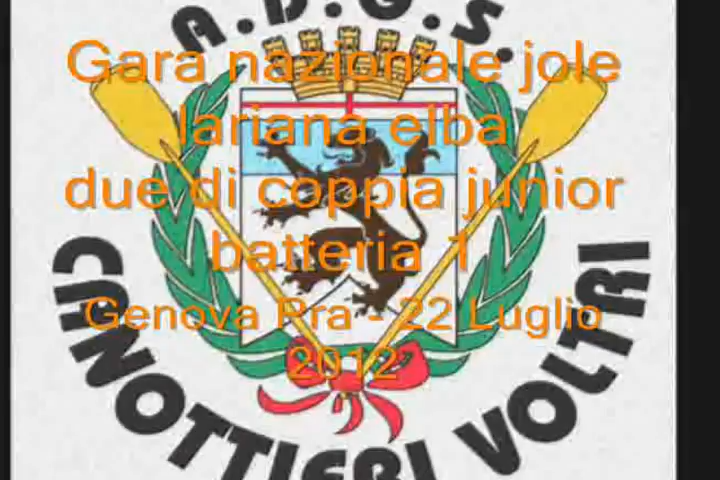 A.D.G.S.
Gara nazionale jole
lariana elba
due di coppia junior
batteria 1
Genova Pra - 22 Luglio
2012
CANOTTIERI VOLTRI